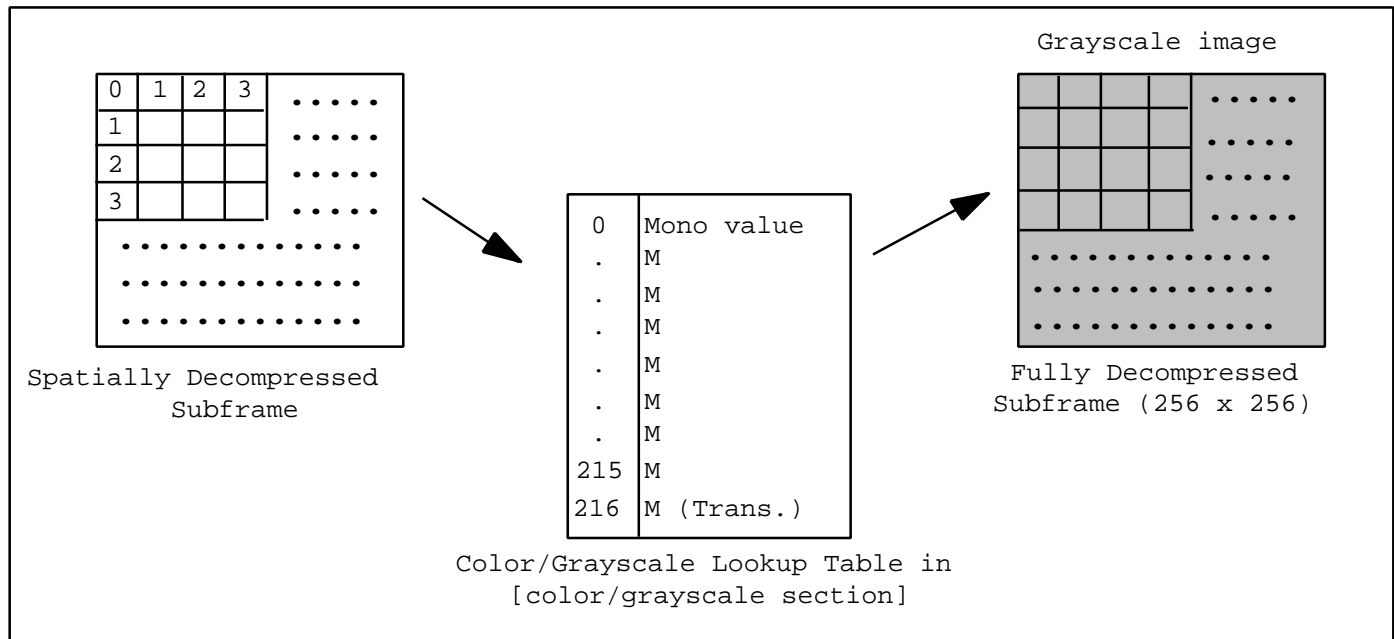 Grayscale image
0 1 2 3
1
2
3
Spatially Decompressed
Subframe
0 Mono value
. M
. M
. M
. M
. M
. M
215 M
216 M (Trans.)
Color/Grayscale Lookup Table in
[color/grayscale section]
Fully Decompressed
Subframe (256 x 256)